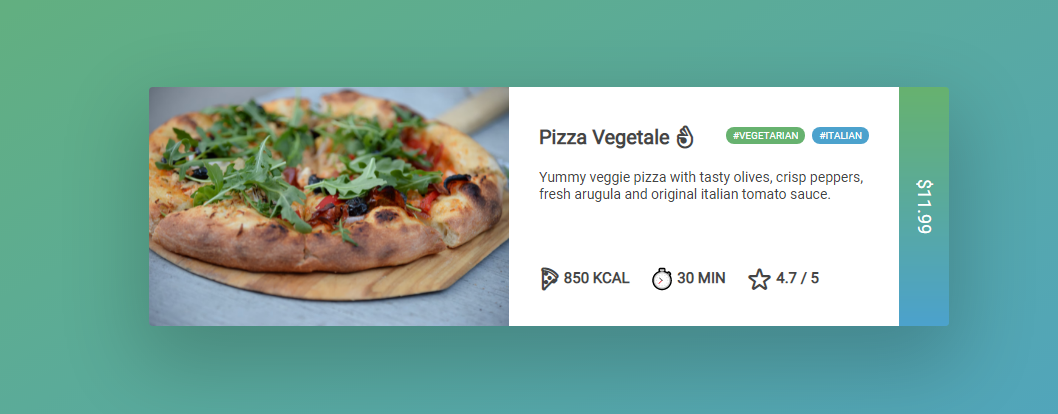 Pizza Vegetale 👌 #VEGETARIAN #ITALIAN
Yummy veggie pizza with tasty olives, crisp peppers,
fresh arugula and original italian tomato sauce.
850 KCAL 30 MIN 4.7 / 5
$11.99